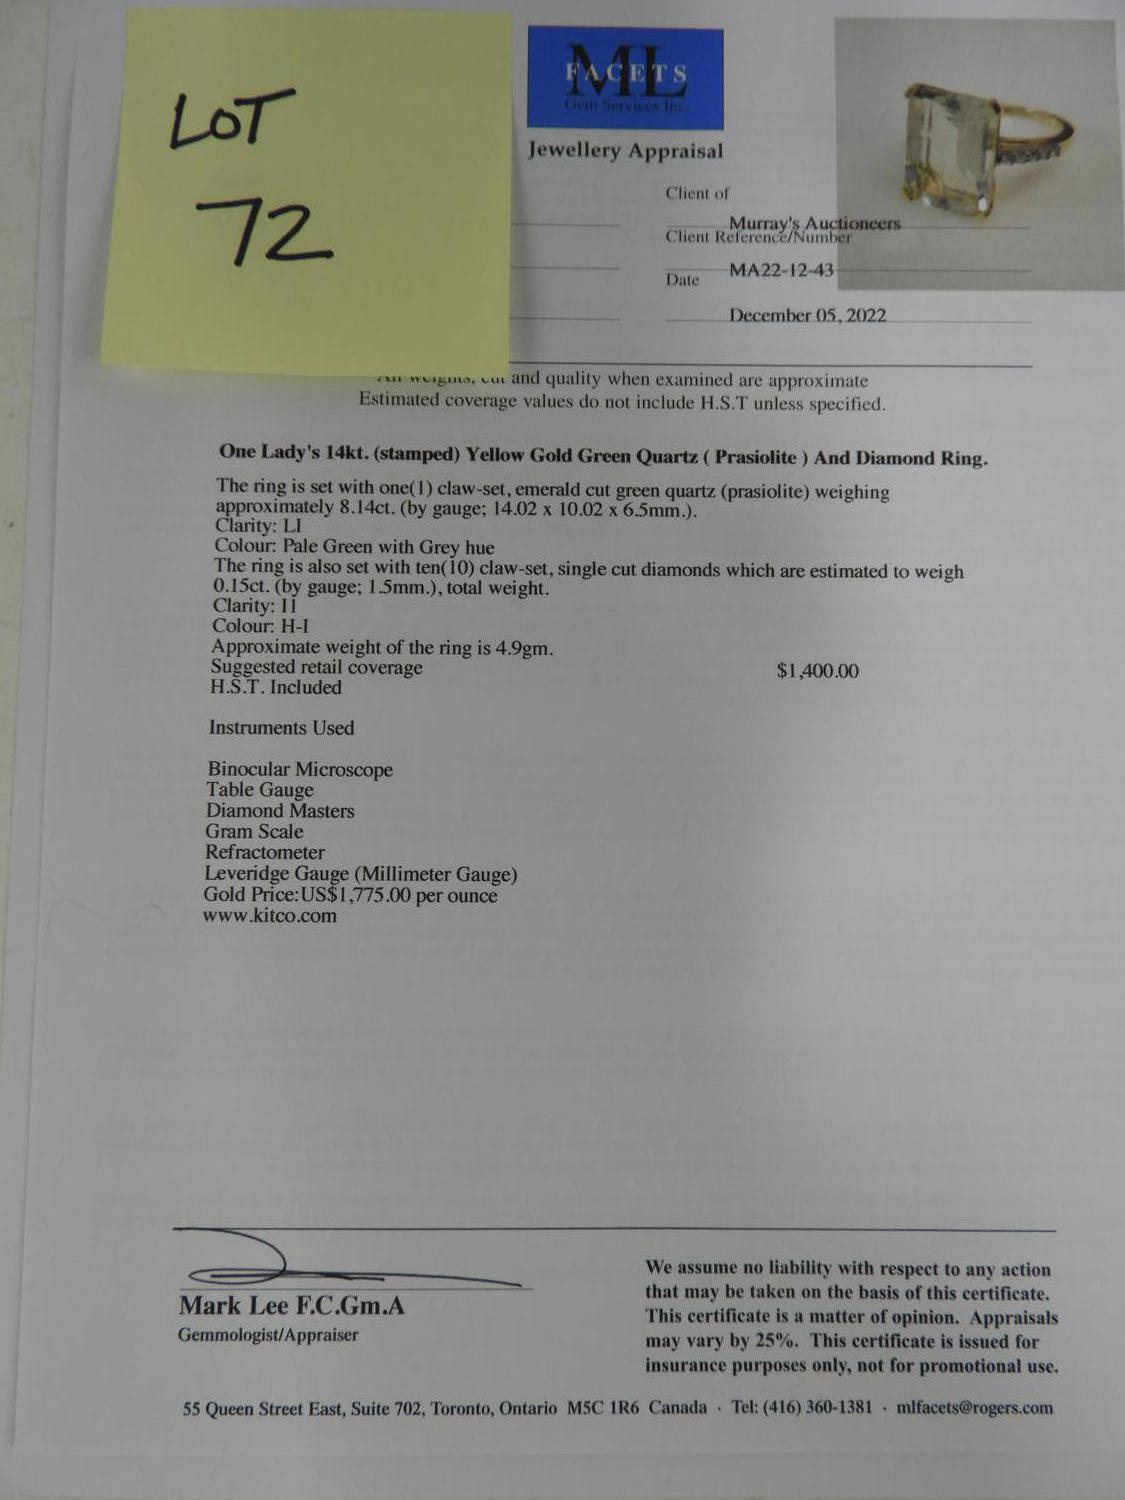 LOT
72
ML
FACETS
Gem Services Inc.
Jewellery Appraisal
Client of
Murray's Auctioneers
Client Reference/Number
MA22-12-43
Date
December 05, 2022
All weights, cut and quality when examined are approximate
Estimated coverage values do not include H.S.T unless specified.
One Lady's 14kt. (stamped) Yellow Gold Green Quartz ( Prasiolite ) And Diamond Ring.
The ring is set with one(1) claw-set, emerald cut green quartz (prasiolite) weighing
approximately 8.14ct. (by gauge; 14.02 x 10.02 x 6.5mm.).
Clarity: LI
Colour: Pale Green with Grey hue
The ring is also set with ten(10) claw-set, single cut diamonds which are estimated to weigh
0.15ct. (by gauge; 1.5mm.), total weight.
Clarity: I1
Colour: H-I
Approximate weight of the ring is 4.9gm.
Suggested retail coverage $1,400.00
H.S.T. Included
Instruments Used
Binocular Microscope
Table Gauge
Diamond Masters
Gram Scale
Refractometer
Leveridge Gauge (Millimeter Gauge)
Gold Price:US$1,775.00 per ounce
www.kitco.com
Mark Lee F.C.Gm.A
Gemmologist/Appraiser
We assume no liability with respect to any action
that may be taken on the basis of this certificate.
This certificate is a matter of opinion. Appraisals
may vary by 25%. This certificate is issued for
insurance purposes only, not for promotional use.
55 Queen Street East, Suite 702, Toronto, Ontario M5C 1R6 Canada · Tel: (416) 360-1381 · mlfacets@rogers.com